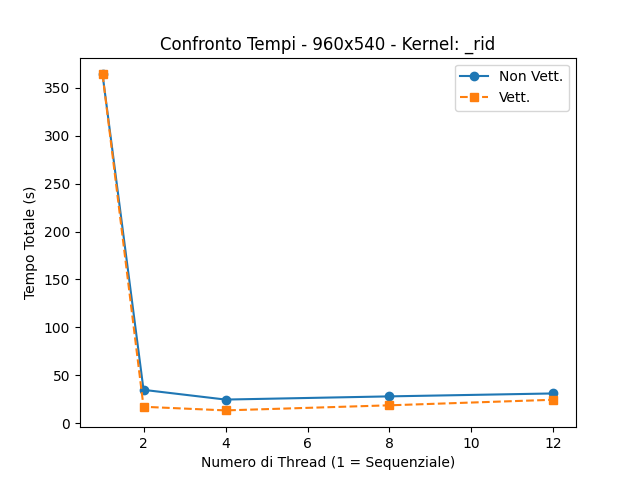 Confronto Tempi - 960x540 - Kernel: _rid
Non Vett.
Vett.
Tempo Totale (s)
350
300
250
200
150
100
50
0
2
4
6
8
10
12
Numero di Thread (1 = Sequenziale)